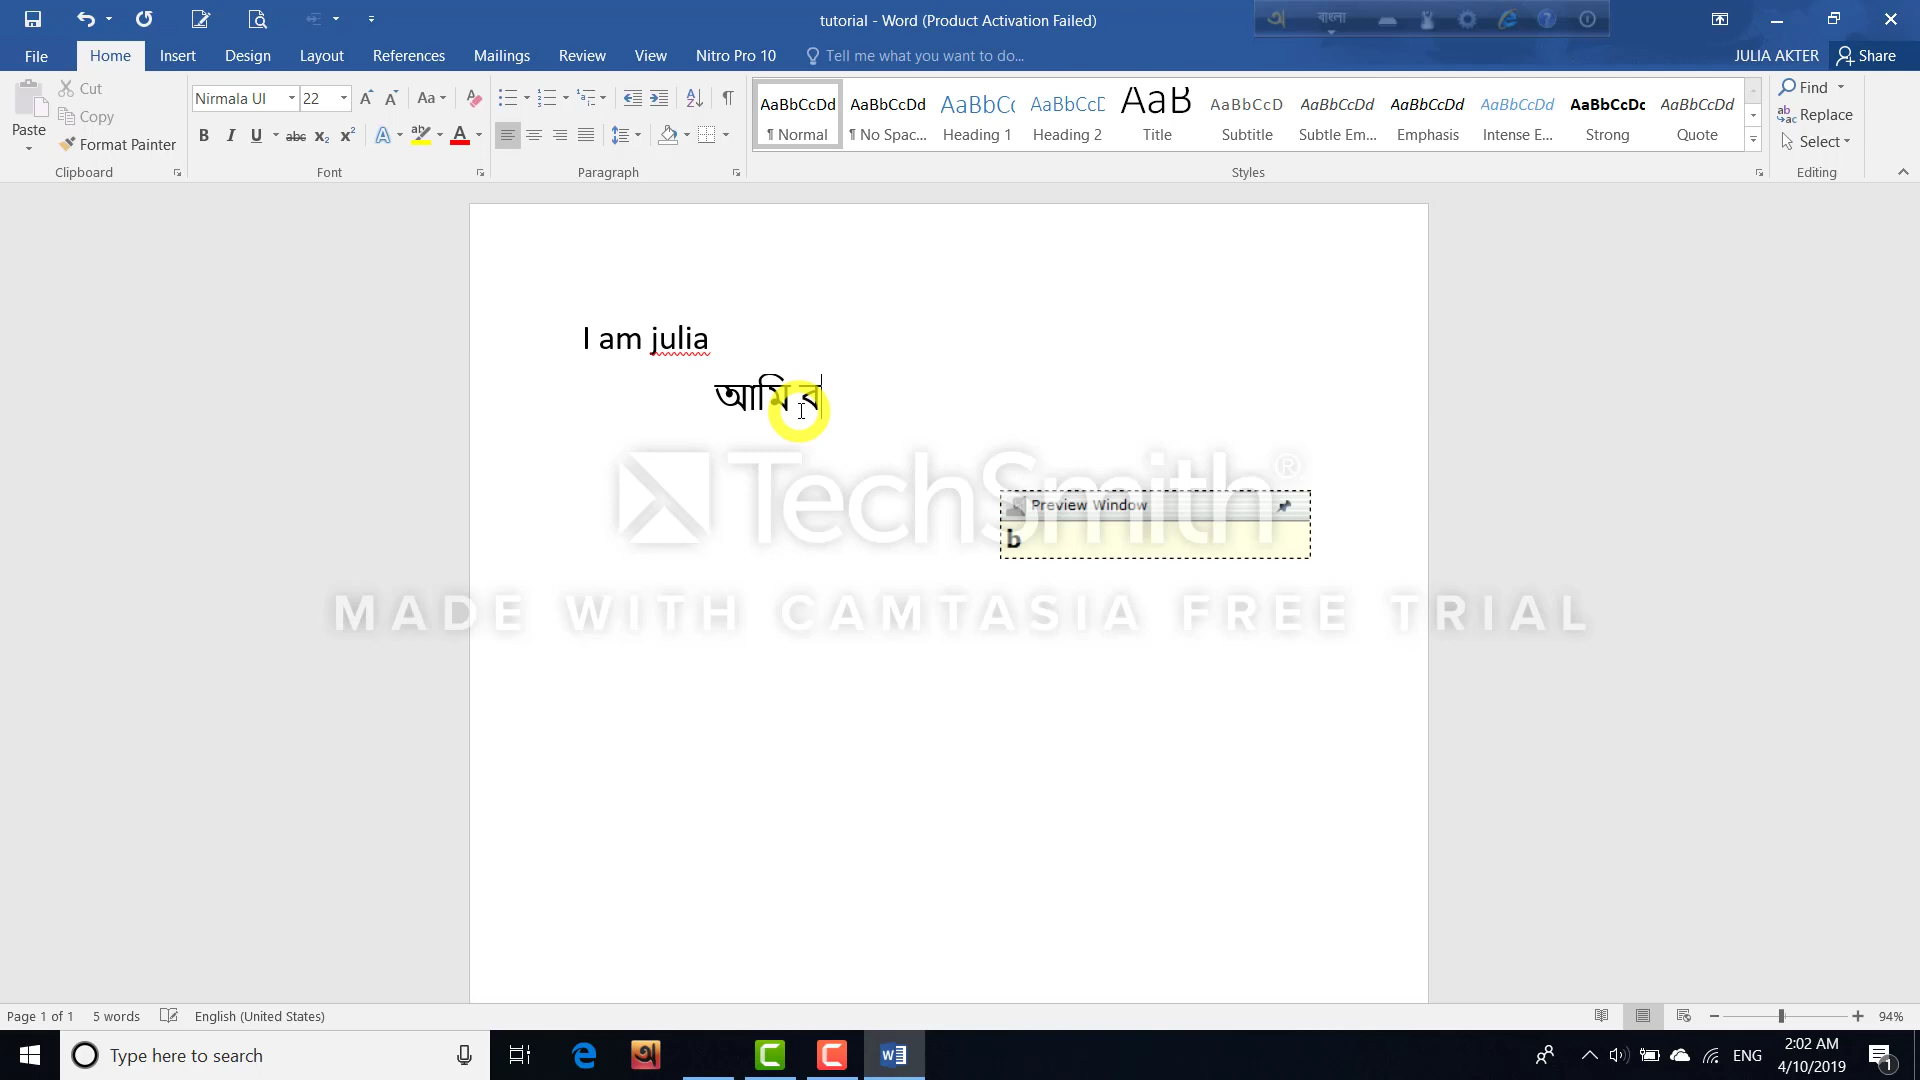 tutorial - Word (Product Activation Failed)
বাংলা
File Home Insert Design Layout References Mailings Review View Nitro Pro 10 Tell me what you want to do...
JULIA AKTER Share
Paste
Cut
Copy
Format Painter
Clipboard
Nirmala UI 22
Font
Paragraph
AaBbCcDd AaBbCcDd AaBbCc AaBbCcD AaB AaBbCcD AaBbCcDd AaBbCcDd AaBbCcDd AaBbCcDc AaBbCcDd
¶ Normal ¶ No Spac... Heading 1 Heading 2 Title Subtitle Subtle Em... Emphasis Intense E... Strong Quote
Styles
Find
Replace
Select
Editing
I am julia
আমি ব
TechSmith®
Preview Window
b
MADE WITH CAMTASIA FREE TRIAL
Page 1 of 1 5 words English (United States) 94%
Type here to search
ENG
2:02 AM
4/10/2019
1